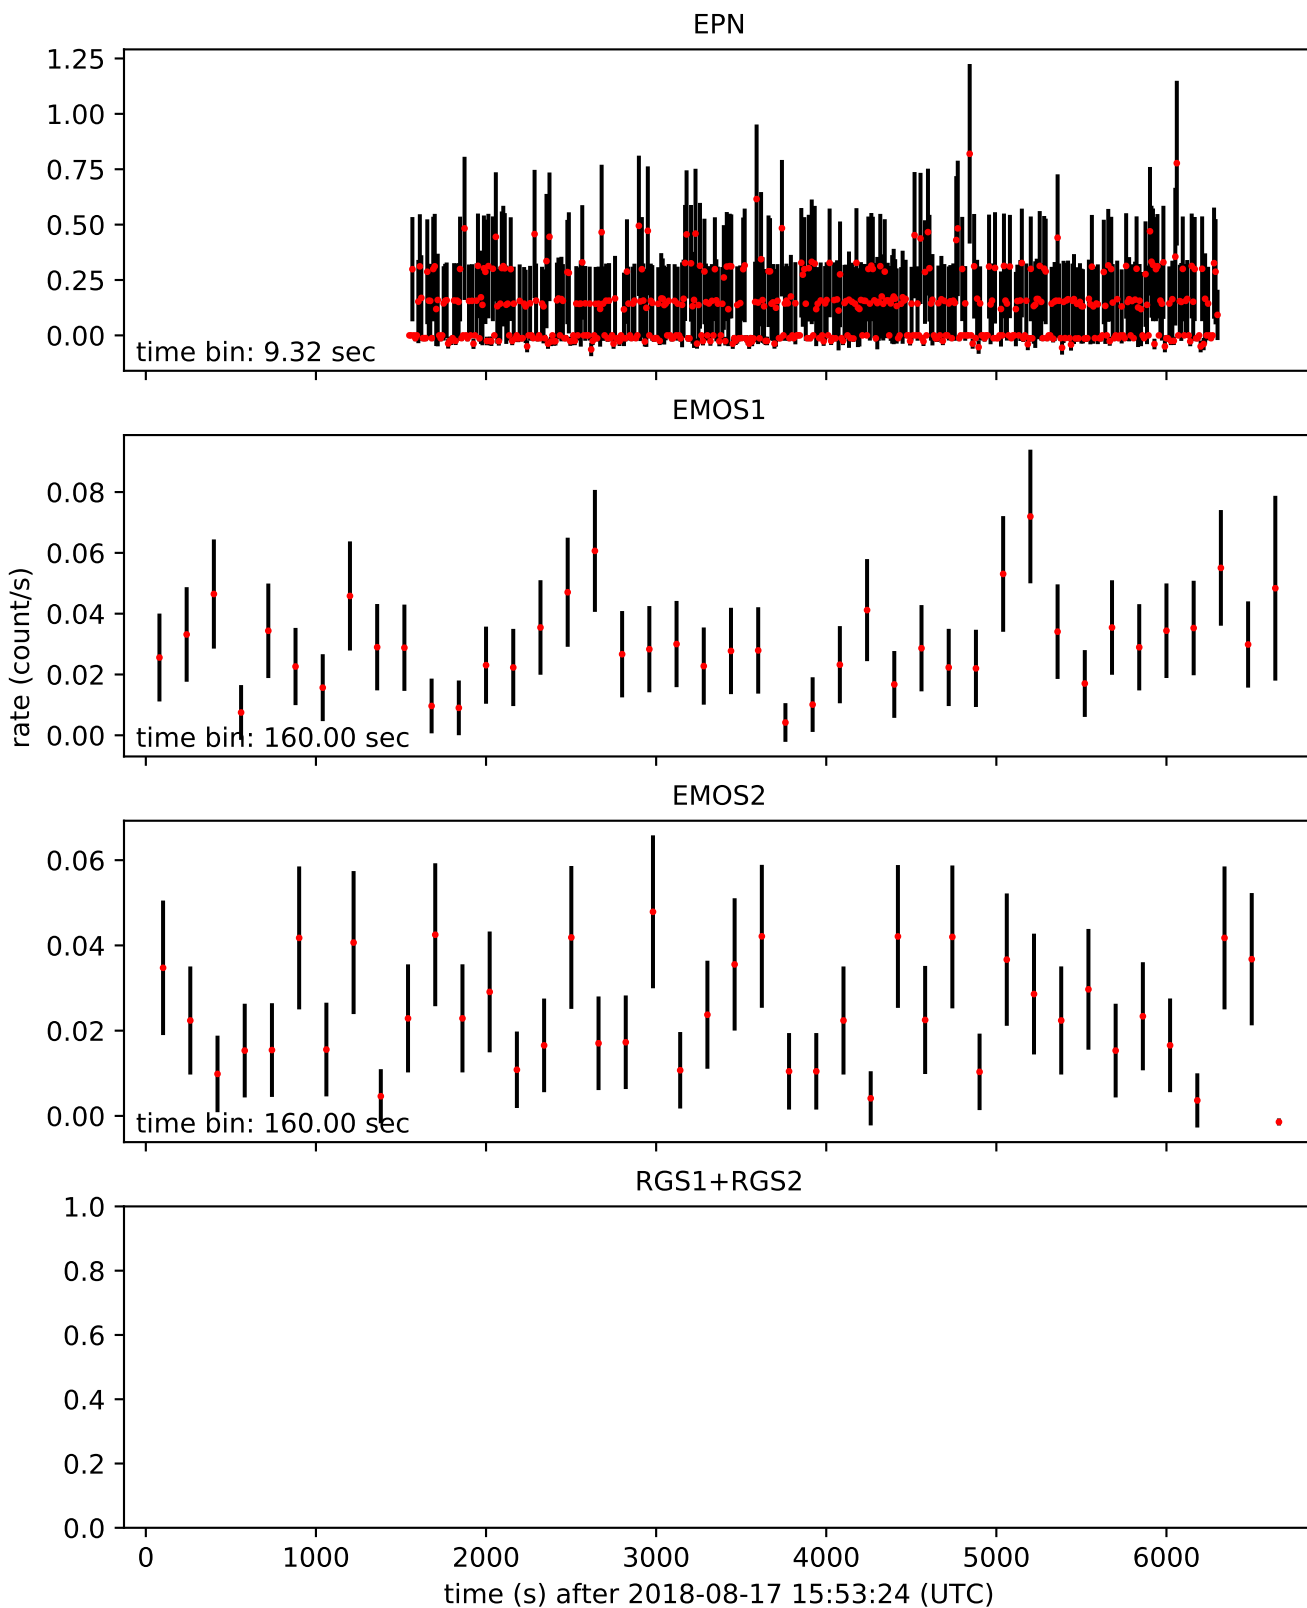 EPN
1.25
1.00
0.75
0.50
0.25
0.00
time bin: 9.32 sec
EMOS1
0.08
0.06
0.04
0.02
0.00
time bin: 160.00 sec
rate (count/s)
EMOS2
0.06
0.04
0.02
0.00
time bin: 160.00 sec
RGS1+RGS2
1.0
0.8
0.6
0.4
0.2
0.0
0 1000 2000 3000 4000 5000 6000
time (s) after 2018-08-17 15:53:24 (UTC)